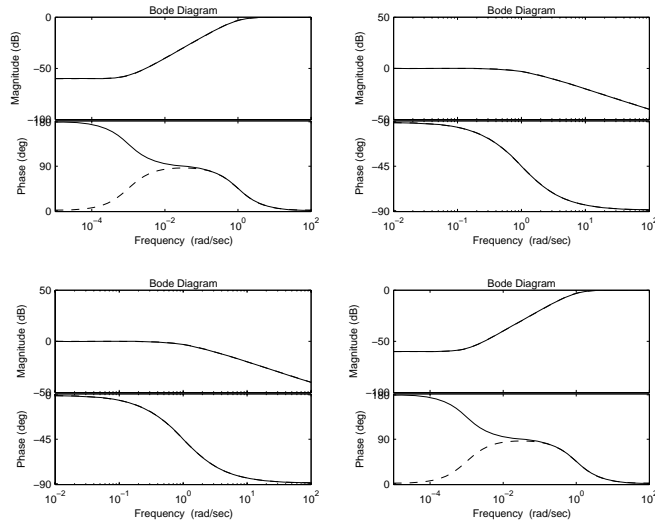 Bode Diagram
0
−50
−100
Magnitude (dB)
180
90
0
Phase (deg)
10^−4
10^−2
10^0
10^2
Frequency (rad/sec)
Bode Diagram
50
0
−50
Magnitude (dB)
−45
−90
Phase (deg)
10^−2
10^−1
10^0
10^1
10^2
Frequency (rad/sec)
Bode Diagram
50
0
−50
Magnitude (dB)
−45
−90
Phase (deg)
10^−2
10^−1
10^0
10^1
10^2
Frequency (rad/sec)
Bode Diagram
0
−50
−100
Magnitude (dB)
180
90
0
Phase (deg)
10^−4
10^−2
10^0
10^2
Frequency (rad/sec)